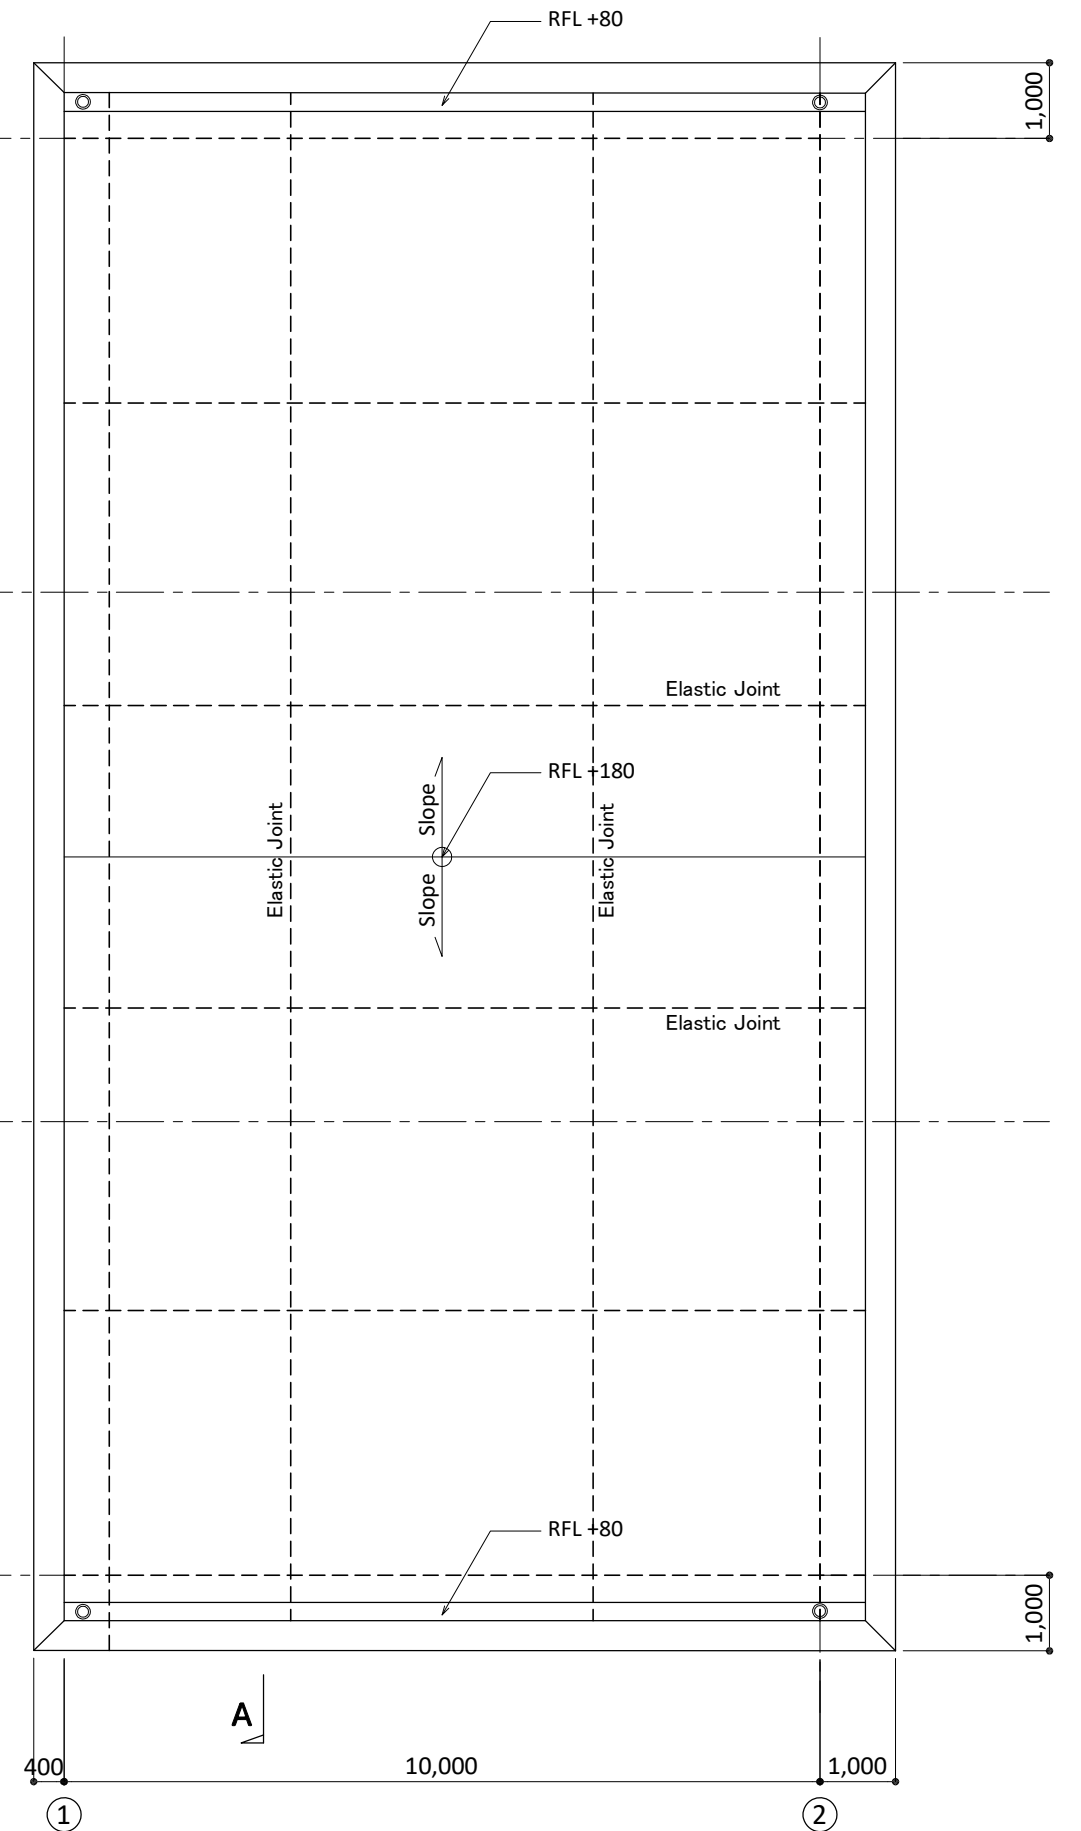 RFL +80
1,000
Elastic Joint
RFL +180
Slope
Elastic Joint
Elastic Joint
Slope
Elastic Joint
RFL +80
1,000
A
400
10,000
1,000
1
2